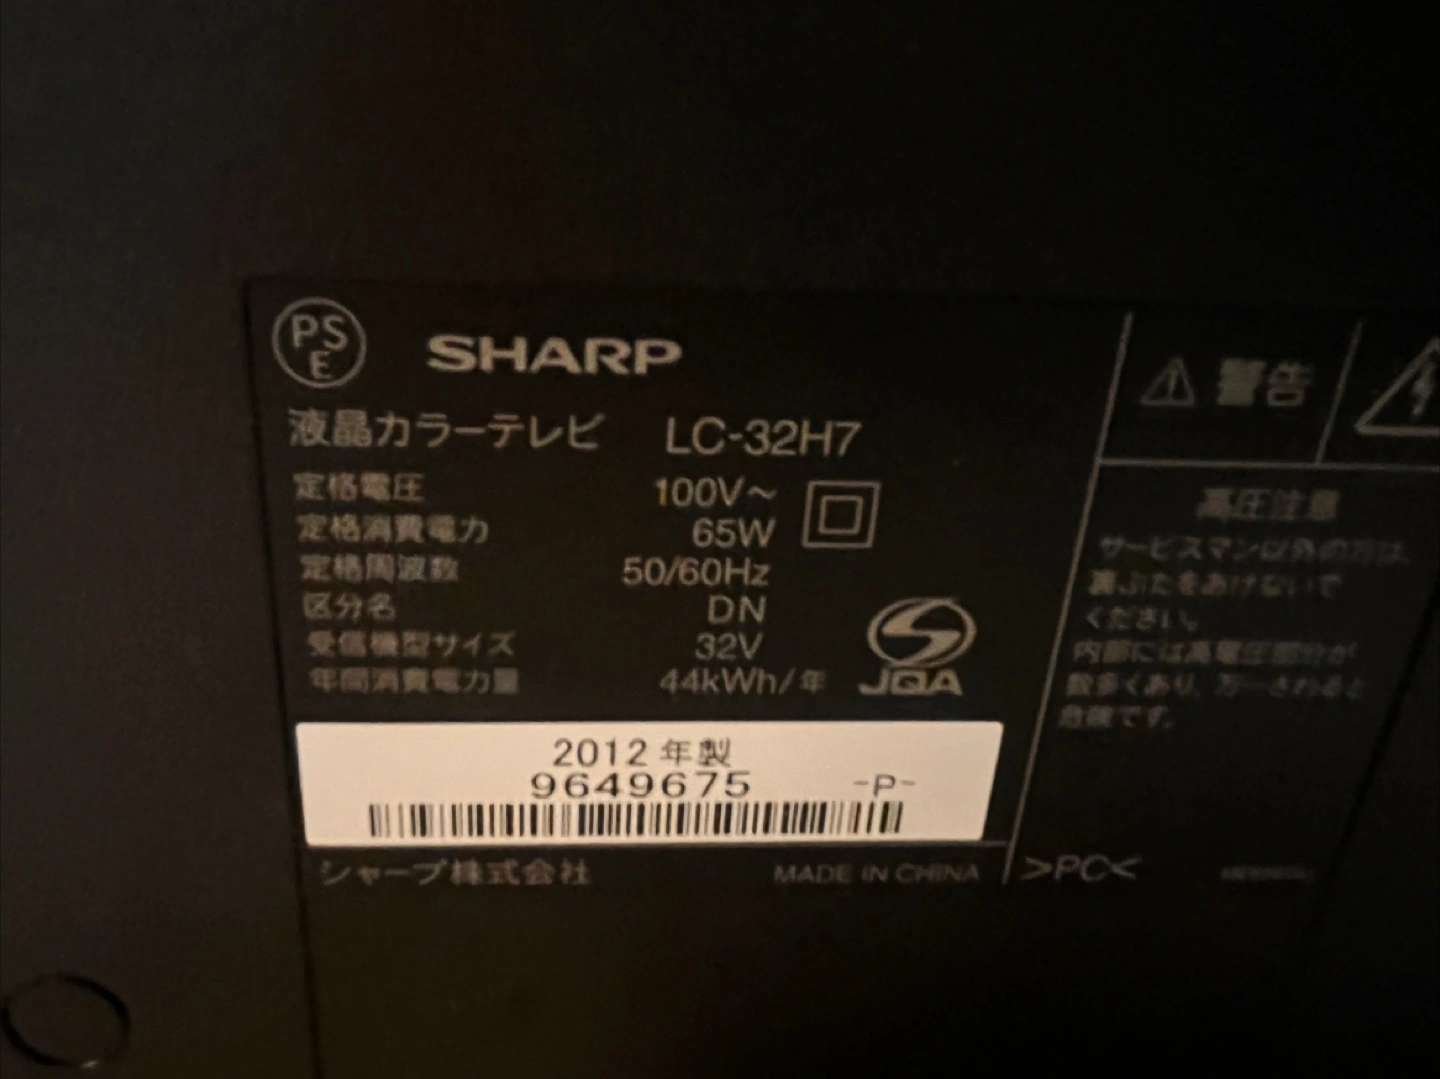 PS
E
SHARP
液晶カラーテレビ LC-32H7
定格電圧 100V～
定格消費電力 65W
定格周波数 50/60Hz
区分名 DN
受信機型サイズ 32V
年間消費電力量 44kWh/年
JQA
2012 年製
9649675 -P-
シャープ株式会社 MADE IN CHINA
>PC<
警告
高圧注意
サービスマン以外の方は、
裏ぶたをあけないで
ください。
内部には高電圧部分が
数多くあり、万一さわると
危険です。